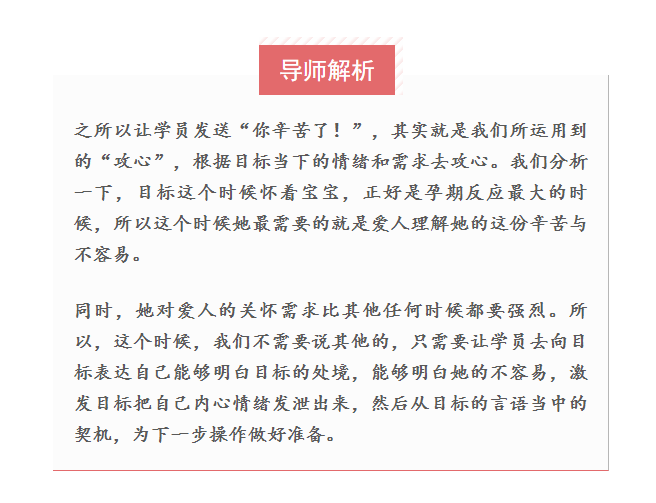 导师解析
之所以让学员发送“你辛苦了！”，其实就是我们所运用到
的“攻心”，根据目标当下的情绪和需求去攻心。我们分析
一下，目标这个时候怀着宝宝，正好是孕期反应最大的时
候，所以这个时候她最需要的就是爱人理解她的这份辛苦与
不容易。
同时，她对爱人的关怀需求比其他任何时候都要强烈。所
以，这个时候，我们不需要说其他的，只需要让学员去向目
标表达自己能够明白目标的处境，能够明白她的不容易，激
发目标把自己内心情绪发泄出来，然后从目标的言语当中的
契机，为下一步操作做好准备。